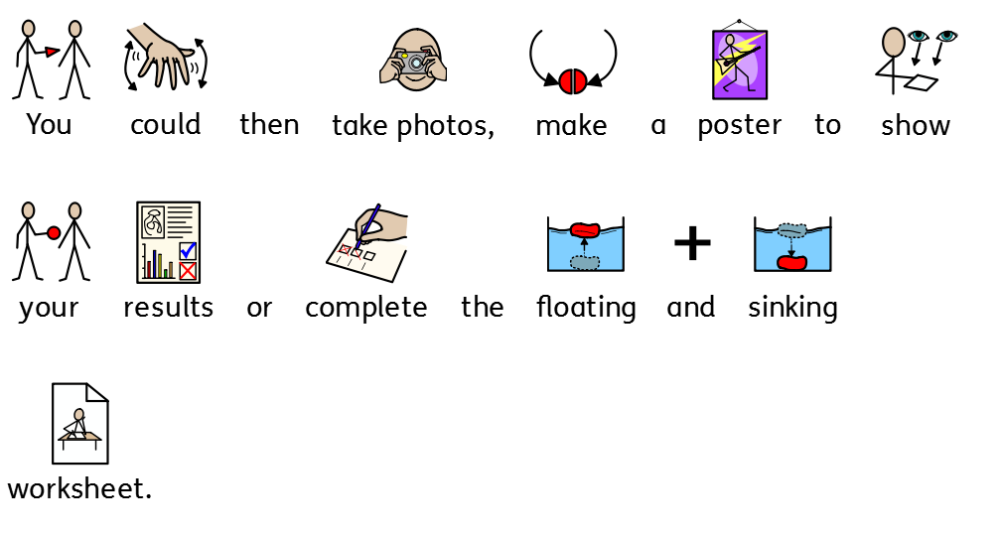 You could then take photos, make a poster to show
your results or complete the floating and sinking
worksheet.